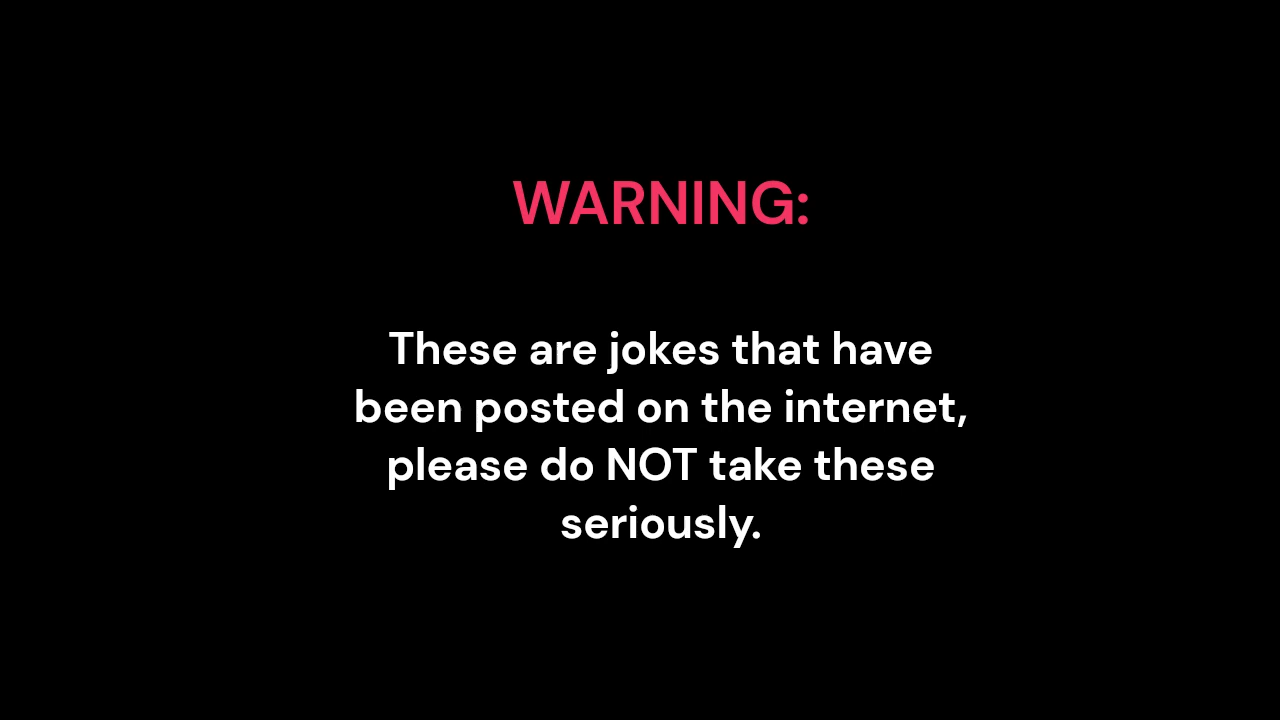 WARNING:
These are jokes that have
been posted on the internet,
please do NOT take these
seriously.